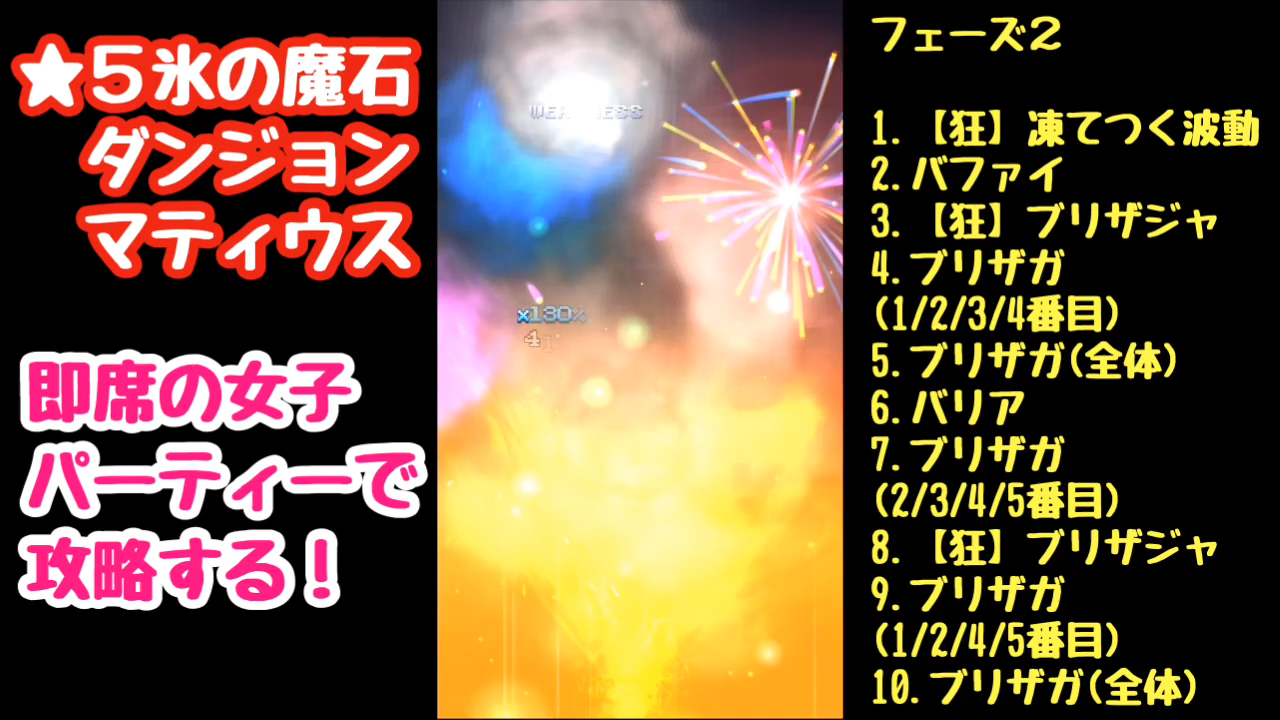 ★5氷の魔石
ダンジョン
マティウス
即席の女子
パーティーで
攻略する！
WEAKNESS
x130%
フェーズ2
1.【狂】凍てつく波動
2.バファイ
3.【狂】ブリザジャ
4.ブリザガ
(1/2/3/4番目)
5.ブリザガ(全体)
6.バリア
7.ブリザガ
(2/3/4/5番目)
8.【狂】ブリザジャ
9.ブリザガ
(1/2/4/5番目)
10.ブリザガ(全体)